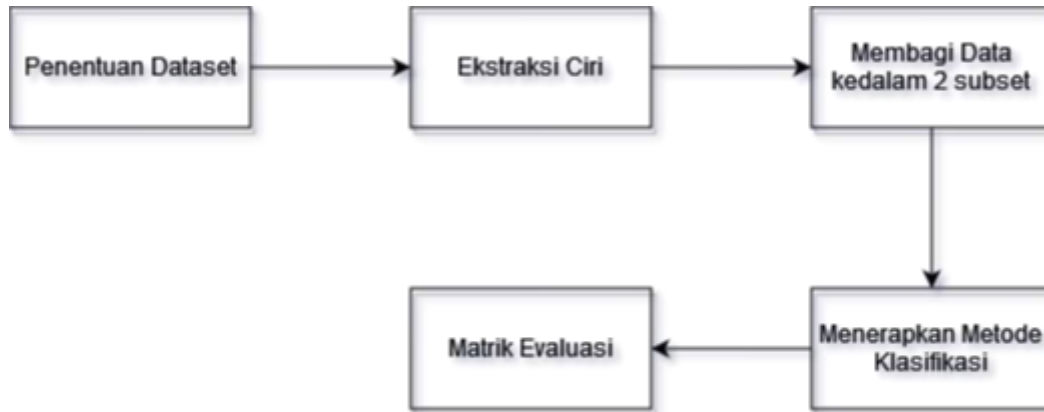 Penentuan Dataset
Ekstraksi Ciri
Membagi Data
kedalam 2 subset
Menerapkan Metode
Klasifikasi
Matrik Evaluasi